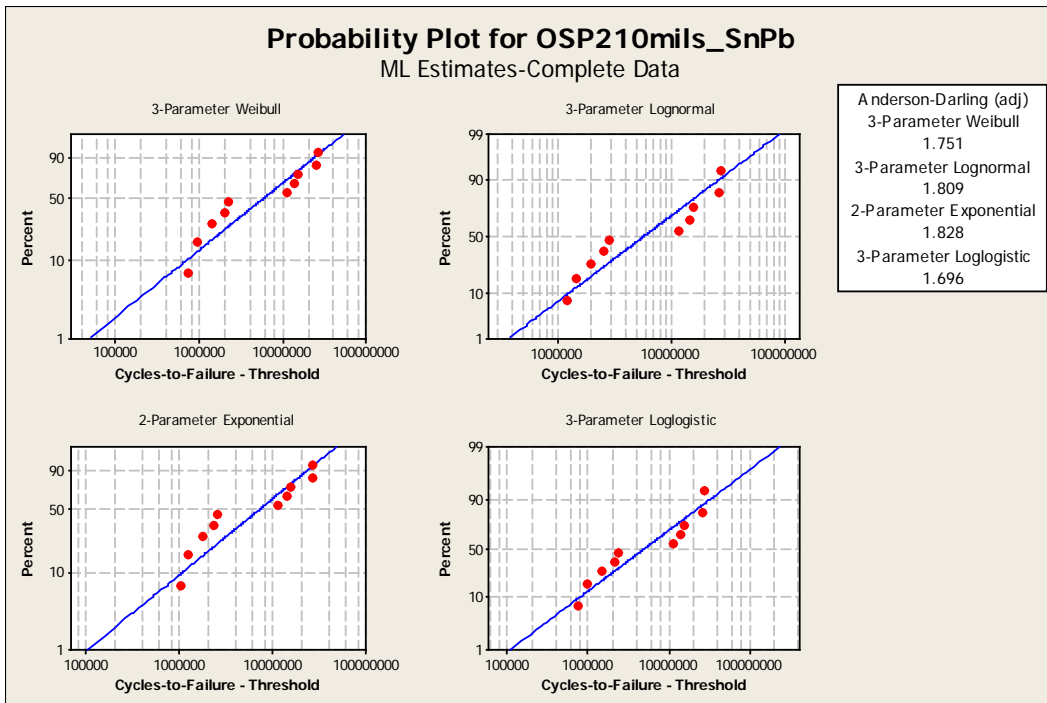 Probability Plot for OSP210mils_SnPb
ML Estimates-Complete Data
3-Parameter Weibull
Percent
90
50
10
1
100000 1000000 10000000 100000000
Cycles-to-Failure - Threshold
3-Parameter Lognormal
Percent
99
90
50
10
1
1000000 10000000 100000000
Cycles-to-Failure - Threshold
Anderson-Darling (adj)
3-Parameter Weibull
1.751
3-Parameter Lognormal
1.809
2-Parameter Exponential
1.828
3-Parameter Loglogistic
1.696
2-Parameter Exponential
Percent
90
50
10
1
100000 1000000 10000000 100000000
Cycles-to-Failure - Threshold
3-Parameter Loglogistic
Percent
99
90
50
10
1
100000 1000000 10000000 100000000
Cycles-to-Failure - Threshold